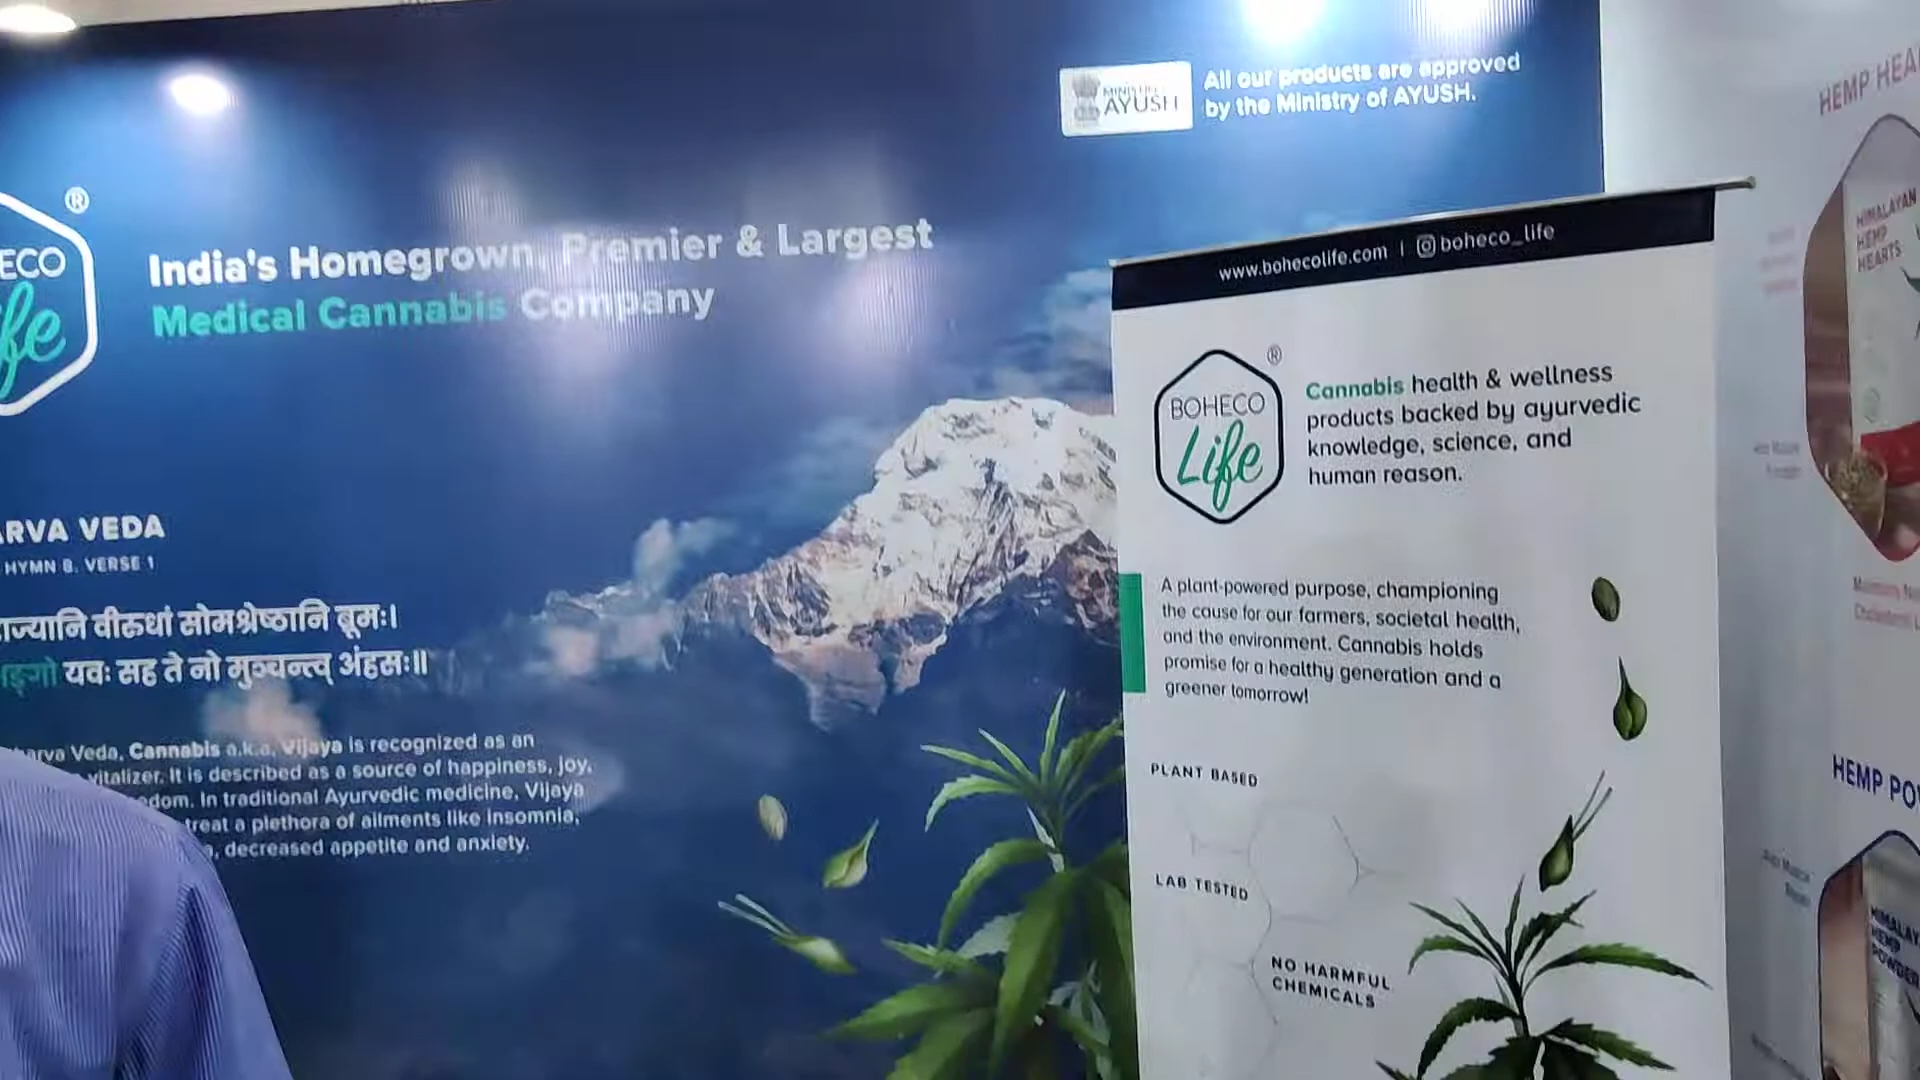 MINISTRY OF
AYUSH
All our products are approved
by the Ministry of AYUSH.
®
ECO
India's Homegrown, Premier & Largest
Medical Cannabis Company
ARVA VEDA
HYMN 8. VERSE 1
राज्यानि वीरुधां सोमश्रेष्ठानि ब्रूमः।
यवः सह ते नो मुञ्चन्त्व् अंहसः॥
arva Veda, Cannabis a.k.a. Vijaya is recognized as an
vitalizer. It is described as a source of happiness, joy,
edom. In traditional Ayurvedic medicine, Vijaya
treat a plethora of ailments like insomnia,
decreased appetite and anxiety.
www.bohecolife.com | boheco_life
®
BOHECO
Life
Cannabis health & wellness
products backed by ayurvedic
knowledge, science, and
human reason.
A plant-powered purpose, championing
the cause for our farmers, societal health,
and the environment. Cannabis holds
promise for a healthy generation and a
greener tomorrow!
PLANT BASED
LAB TESTED
NO HARMFUL
CHEMICALS
HEMP HEA
HIMALAYAN
HEMP
HEARTS
HEMP PO
HIMALAY
HEMP
POWDER